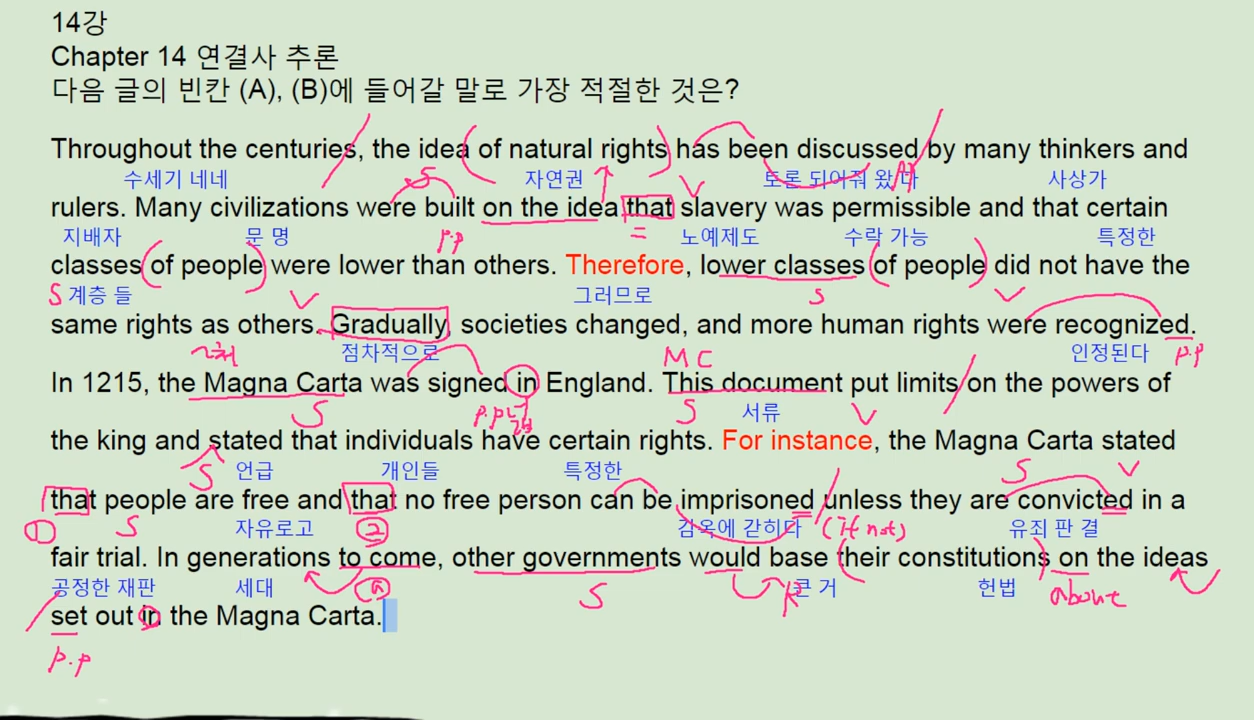 14강
Chapter 14 연결사 추론
다음 글의 빈칸 (A), (B)에 들어갈 말로 가장 적절한 것은?
Throughout the centuries, the idea of natural rights has been discussed by many thinkers and
수세기 네네 자연권 토론 되어줘 왔다 사상가
rulers. Many civilizations were built on the idea that slavery was permissible and that certain
지배자 문 명 p.p = 노예제도 수락 가능 특정한
classes of people were lower than others. Therefore, lower classes of people did not have the
S 계층 들 V 그러므로 S V
same rights as others. Gradually, societies changed, and more human rights were recognized.
점차적으로 MC 인정된다 p.p
In 1215, the Magna Carta was signed in England. This document put limits on the powers of
S p.p S 서류 V
the king and stated that individuals have certain rights. For instance, the Magna Carta stated
S 언급 개인들 특정한 S V
that people are free and that no free person can be imprisoned unless they are convicted in a
① S 자유로고 ② 감옥에 갇히다 (if not) 유죄 판 결
fair trial. In generations to come, other governments would base their constitutions on the ideas
공정한 재판 세대 S 큰 거 헌법 about
set out in the Magna Carta.
p.p